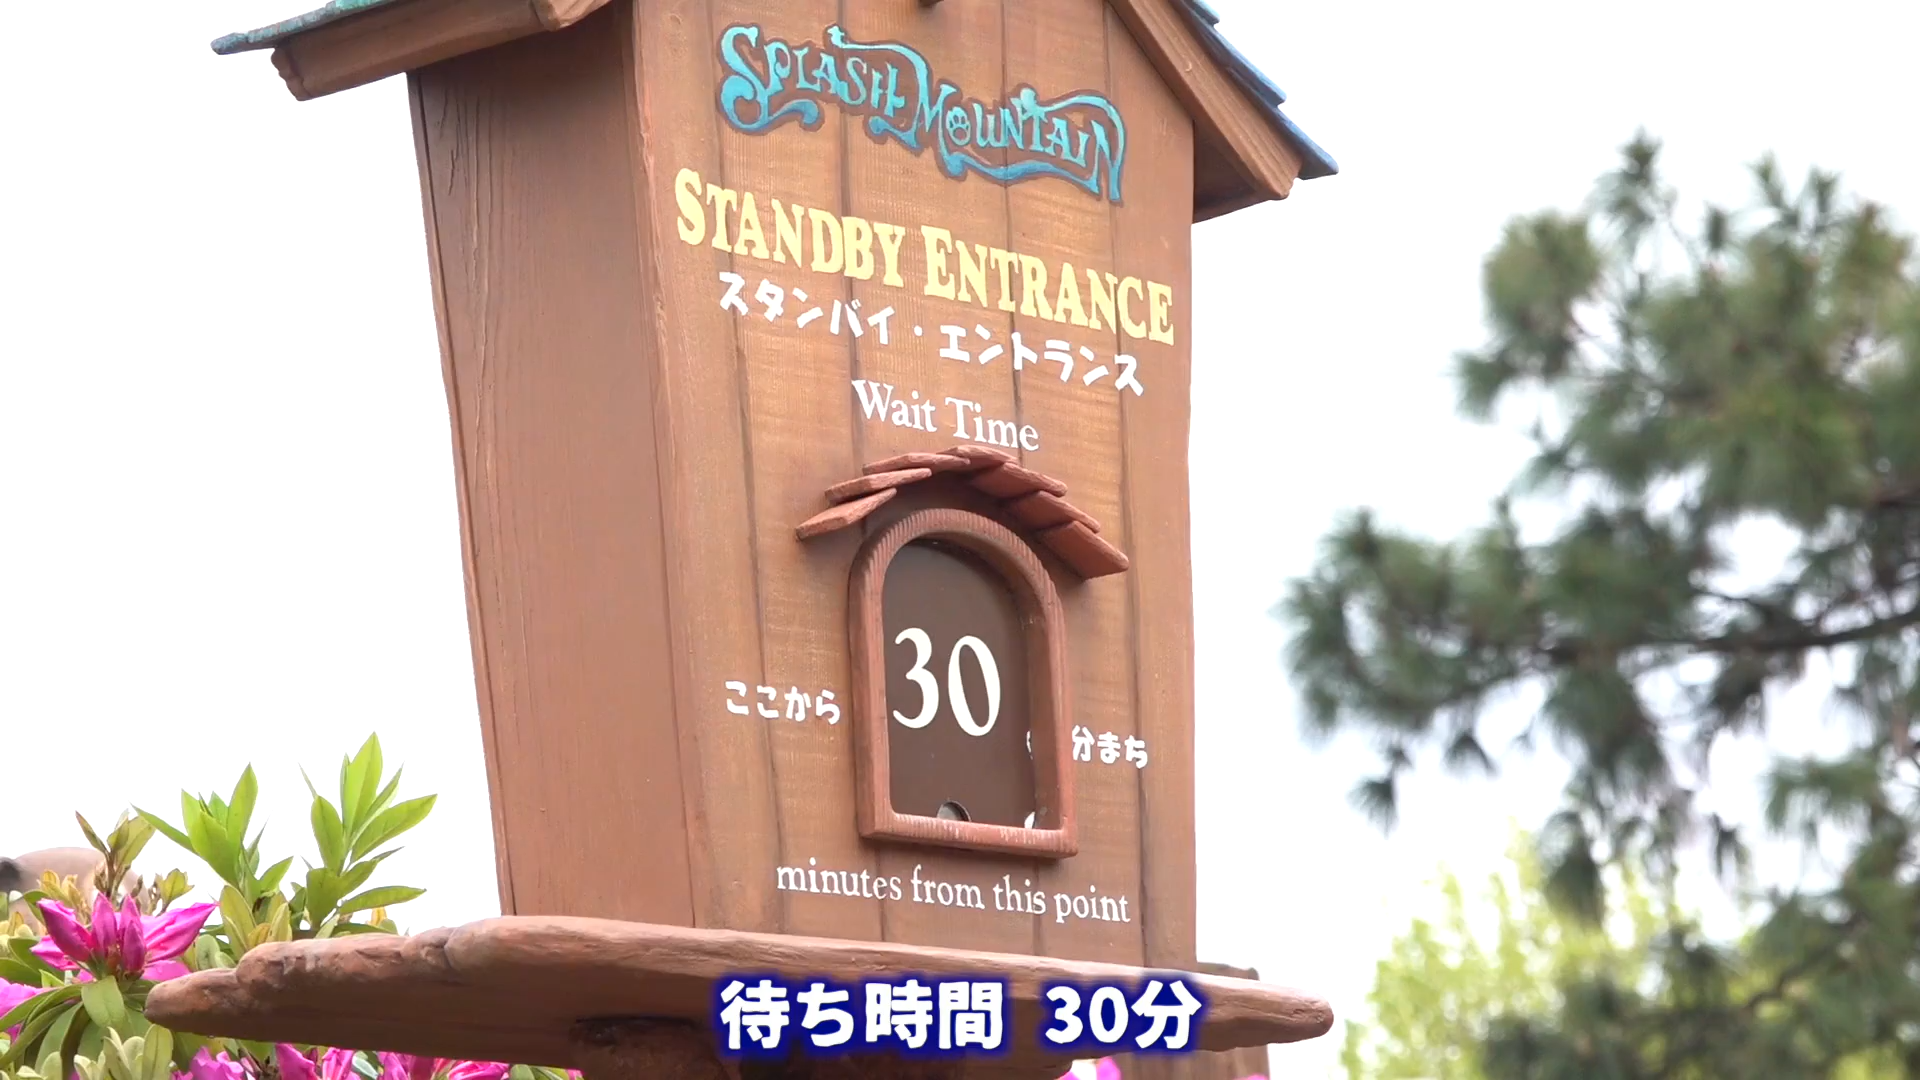 SPLASH MOUNTAIN
STANDBY ENTRANCE
スタンバイ・エントランス
Wait Time
30
ここから
分まち
minutes from this point
待ち時間 30分